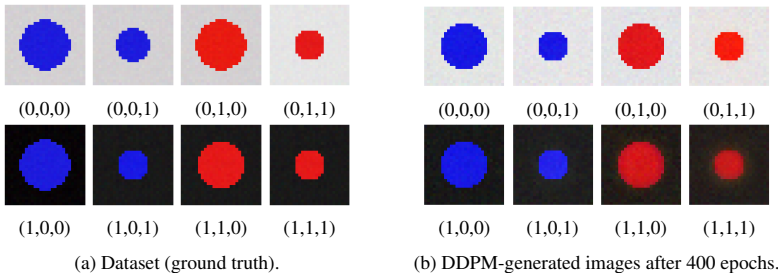 (0,0,0) (0,0,1) (0,1,0) (0,1,1)
(1,0,0) (1,0,1) (1,1,0) (1,1,1)
(a) Dataset (ground truth).
(0,0,0) (0,0,1) (0,1,0) (0,1,1)
(1,0,0) (1,0,1) (1,1,0) (1,1,1)
(b) DDPM-generated images after 400 epochs.